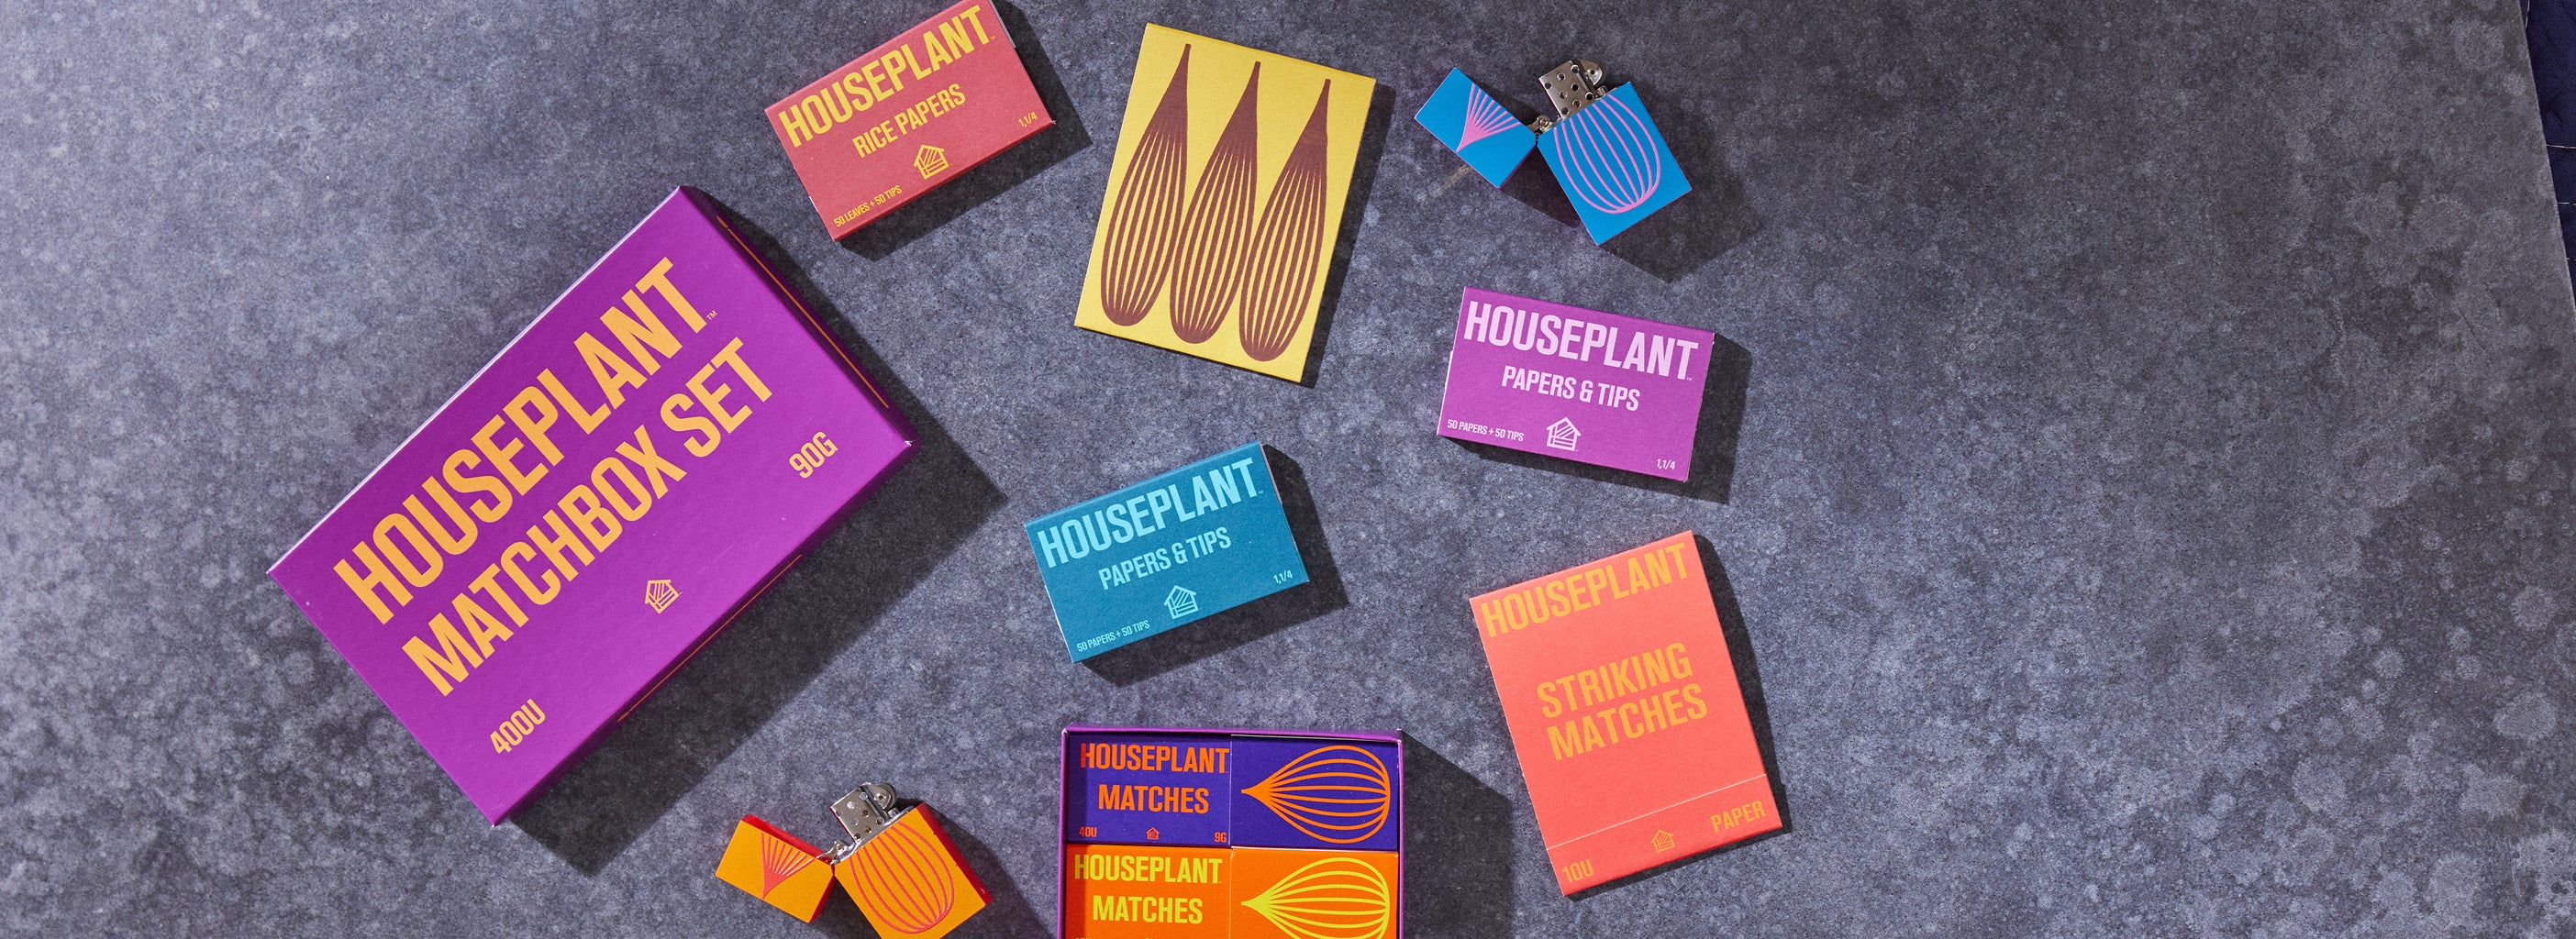 HOUSEPLANT
RICE PAPERS
1,1/4
50 LEAVES + 50 TIPS
HOUSEPLANT™
MATCHBOX SET
90G
400U
HOUSEPLANT
PAPERS & TIPS
50 PAPERS + 50 TIPS
1,1/4
HOUSEPLANT
PAPERS & TIPS
1,1/4
50 PAPERS + 50 TIPS
HOUSEPLANT
STRIKING
MATCHES
PAPER
10U
HOUSEPLANT
MATCHES
40U 9G
HOUSEPLANT
MATCHES